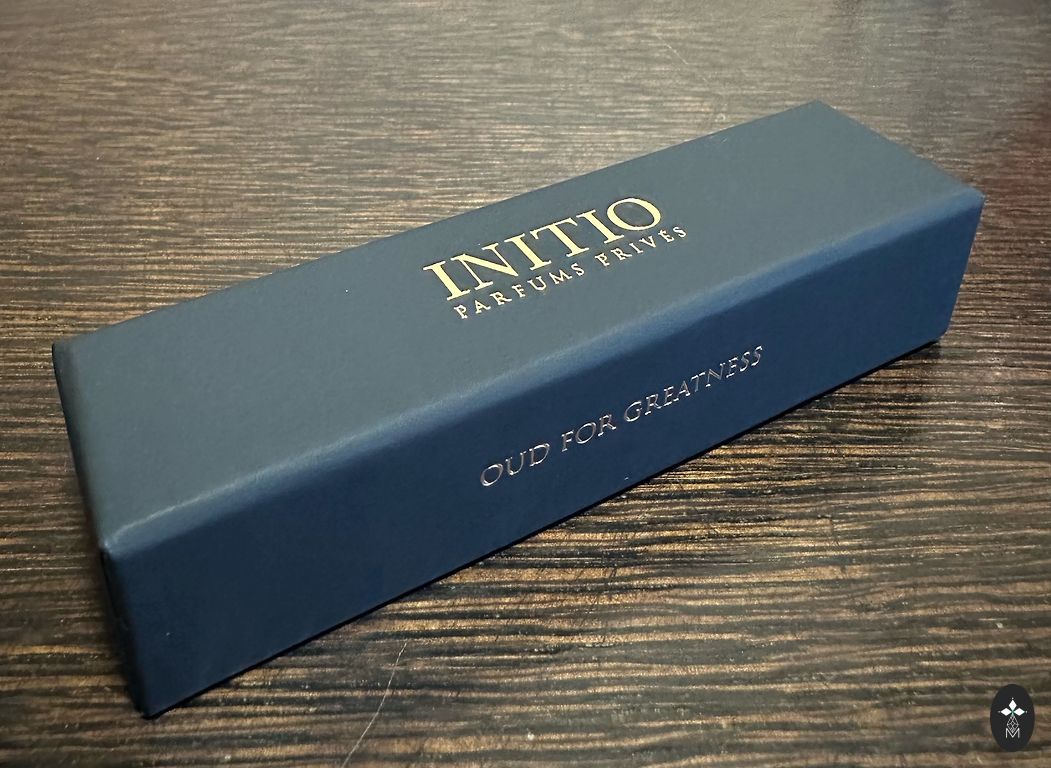 INITIO
PARFUMS PRIVÉS
OUD FOR GREATNESS
M